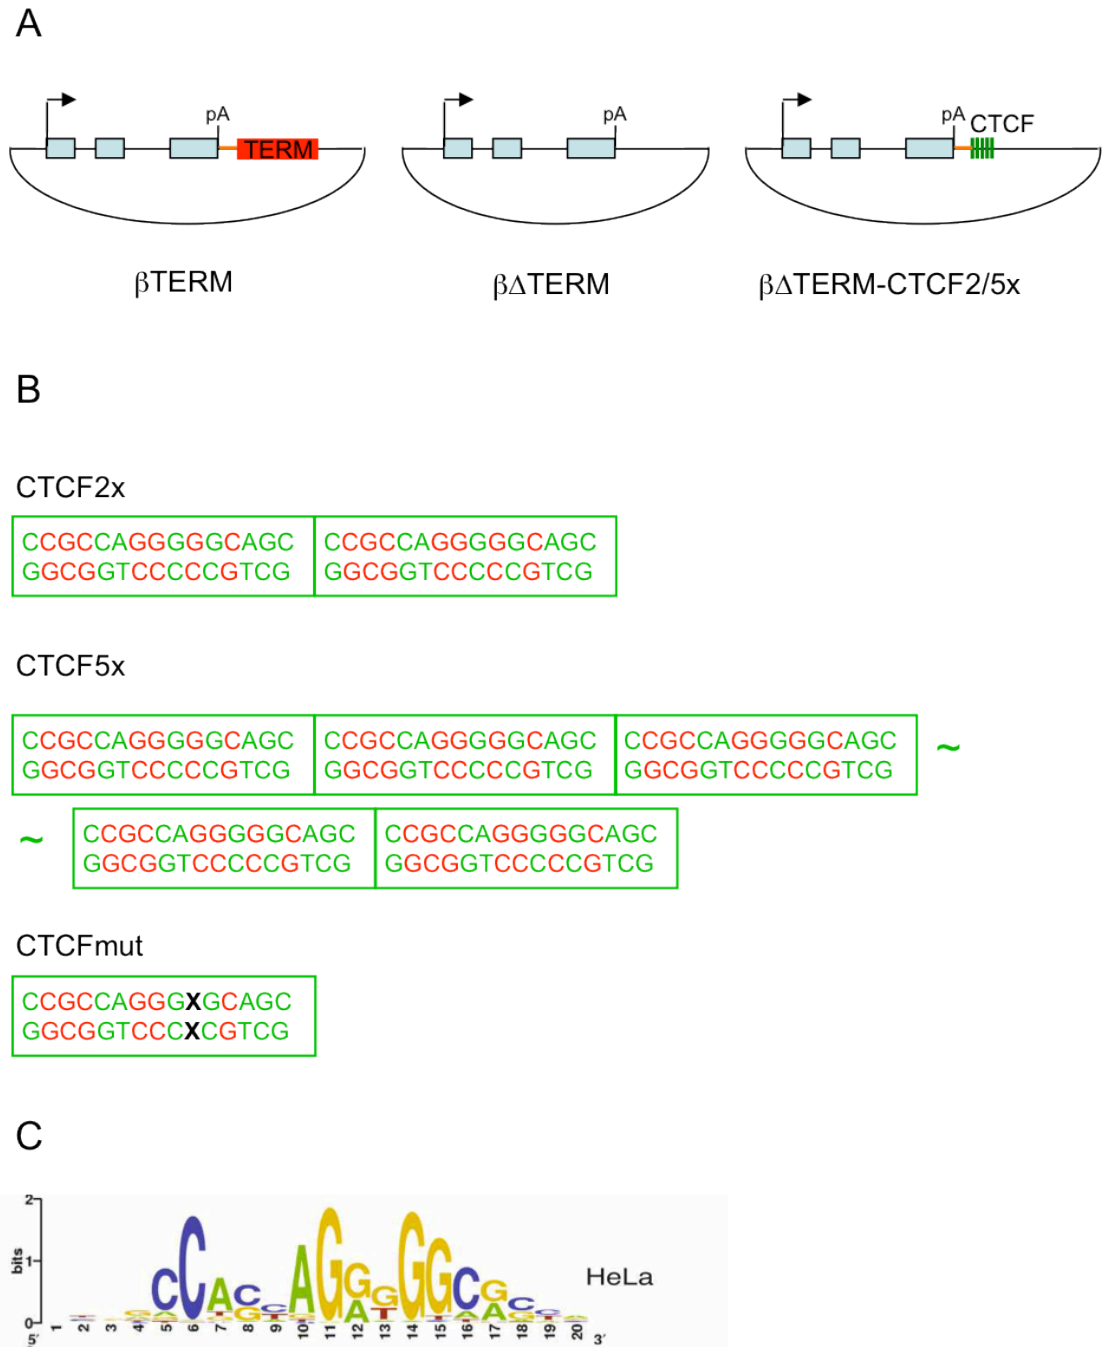 A
pA
TERM
pA
pA
CTCF
βTERM
βΔTERM
βΔTERM-CTCF2/5x
B
CTCF2x
CCGCCAGGGGGCAGC CCGCCAGGGGGCAGC
GGCGGTCCCCCGTCG GGCGGTCCCCCGTCG
CTCF5x
CCGCCAGGGGGCAGC CCGCCAGGGGGCAGC CCGCCAGGGGGCAGC ~
GGCGGTCCCCCGTCG GGCGGTCCCCCGTCG GGCGGTCCCCCGTCG
~ CCGCCAGGGGGCAGC CCGCCAGGGGGCAGC
GGCGGTCCCCCGTCG GGCGGTCCCCCGTCG
CTCFmut
CCGCCAGGGXGCAGC
GGCGGTCCCXCGTCG
C
2
bits
1
0
CCACCAGGGGGCGCC
HeLa
5′ 1 2 3 4 5 6 7 8 9 10 11 12 13 14 15 16 17 18 19 20 3′